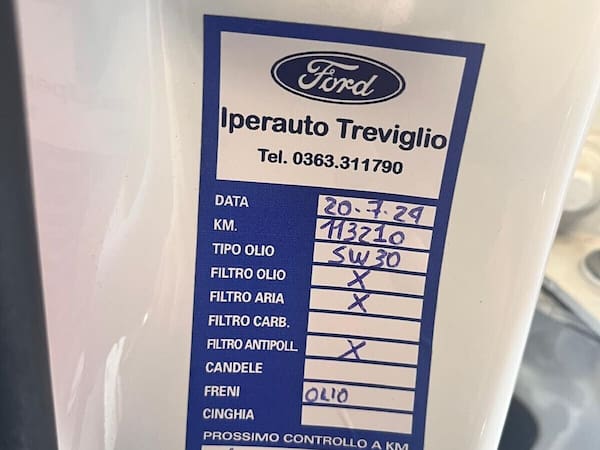 Ford
Iperauto Treviglio
Tel. 0363.311790
DATA 20.7.24
KM. 113210
TIPO OLIO 5W30
FILTRO OLIO X
FILTRO ARIA X
FILTRO CARB.
FILTRO ANTIPOLL. X
CANDELE
FRENI OLIO
CINGHIA
PROSSIMO CONTROLLO A KM